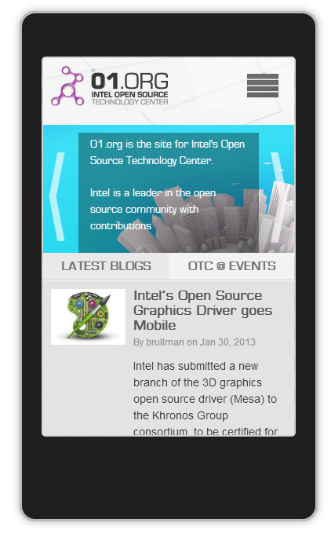 01.ORG
INTEL OPEN SOURCE
TECHNOLOGY CENTER
01.org is the site for Intel's Open
Source Technology Center.
Intel is a leader in the open
source community with
contributions
LATEST BLOGS
OTC @ EVENTS
Intel's Open Source
Graphics Driver goes
Mobile
By brullman on Jan 30, 2013
Intel has submitted a new
branch of the 3D graphics
open source driver (Mesa) to
the Khronos Group
consortium, to be certified for